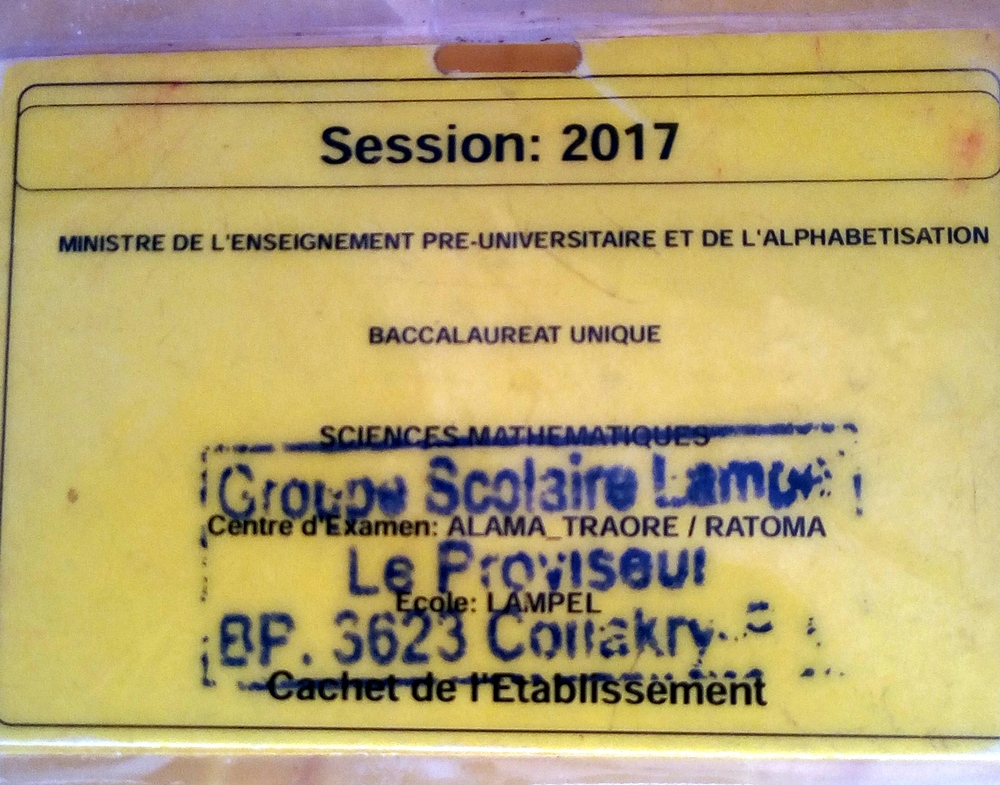 Session: 2017
MINISTRE DE L'ENSEIGNEMENT PRE-UNIVERSITAIRE ET DE L'ALPHABETISATION
BACCALAUREAT UNIQUE
SCIENCES MATHEMATIQUES
Groupe Scolaire
Centre d'Examen: ALAMA_TRAORE / RATOMA
Le Proviseur
Ecole: LAMPEL
BP. 3623 Conakry
Cachet de l'Etablissement